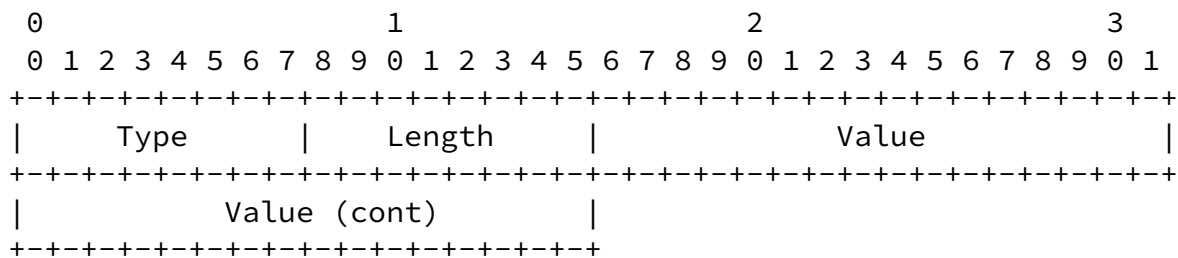 0                   1                   2                   3
 0 1 2 3 4 5 6 7 8 9 0 1 2 3 4 5 6 7 8 9 0 1 2 3 4 5 6 7 8 9 0 1
+-+-+-+-+-+-+-+-+-+-+-+-+-+-+-+-+-+-+-+-+-+-+-+-+-+-+-+-+-+-+-+-+
|     Type      |    Length     |             Value             |
+-+-+-+-+-+-+-+-+-+-+-+-+-+-+-+-+-+-+-+-+-+-+-+-+-+-+-+-+-+-+-+-+
|           Value (cont)        |
+-+-+-+-+-+-+-+-+-+-+-+-+-+-+-+-+